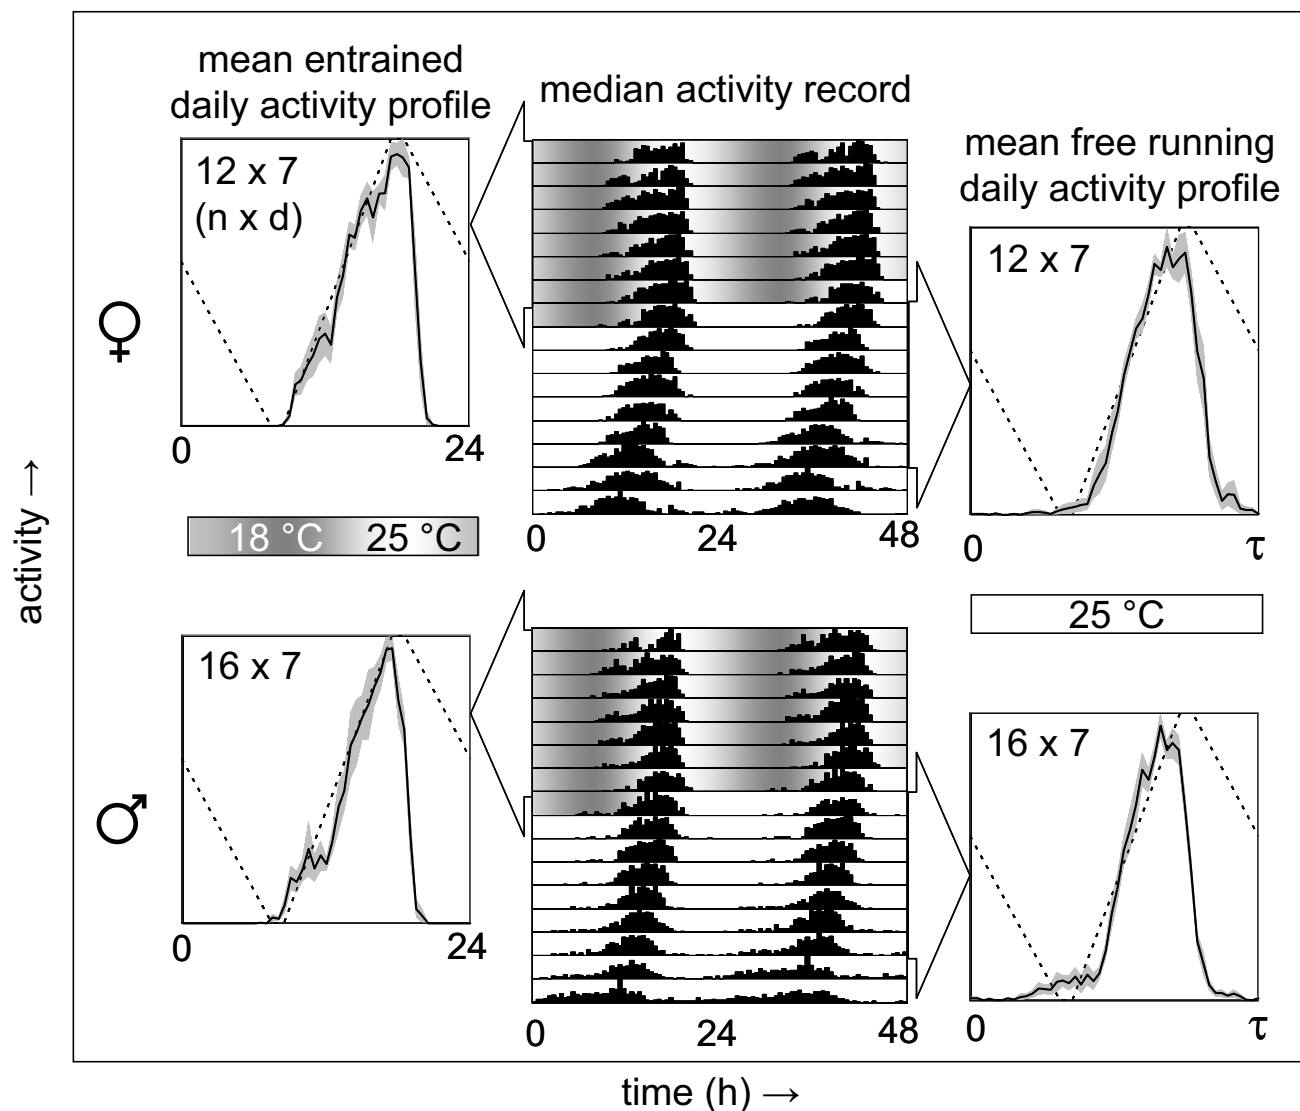 mean entrained
daily activity profile
median activity record
mean free running
daily activity profile
12 x 7
(n x d)
12 x 7
♀
0
24
0
24
48
0
τ
18 °C
25 °C
25 °C
activity →
16 x 7
16 x 7
♂
0
24
0
24
48
0
τ
time (h) →